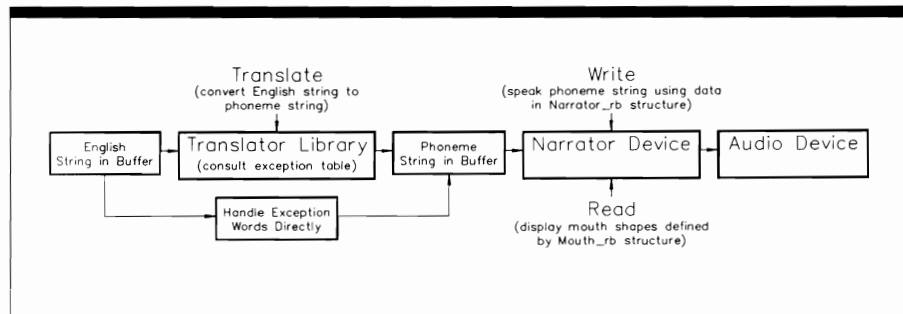 Translate
(convert English string to
phoneme string)
Write
(speak phoneme string using data
in Narrator_rb structure)
English
String in Buffer
Translator Library
(consult exception table)
Phoneme
String in Buffer
Narrator Device
Audio Device
Handle Exception
Words Directly
Read
(display mouth shapes defined
by Mouth_rb structure)